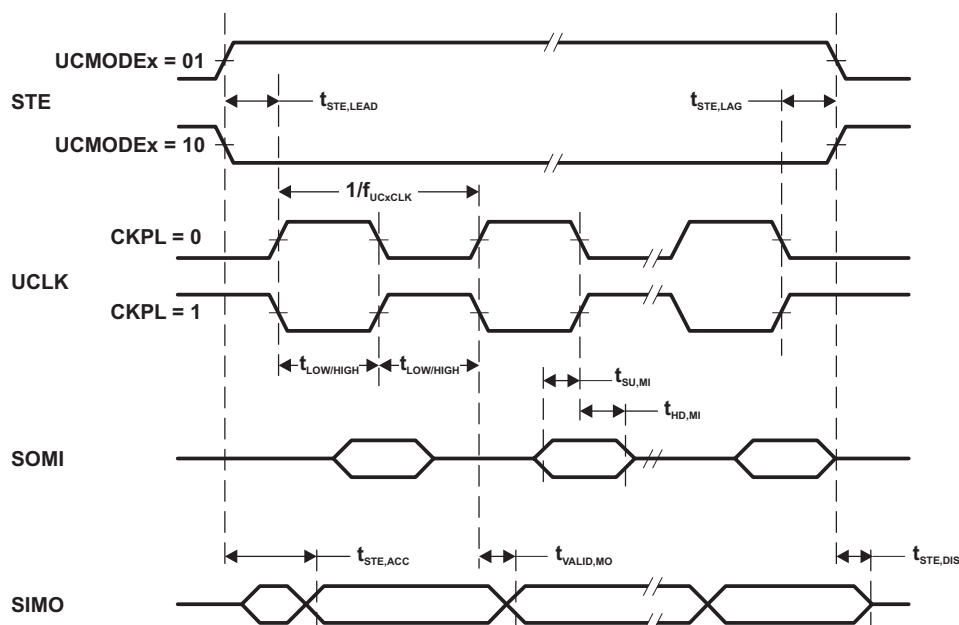 UCMODEx = 01
STE
tSTE,LEAD
tSTE,LAG
UCMODEx = 10
1/fUCxCLK
CKPL = 0
UCLK
CKPL = 1
tLOW/HIGH tLOW/HIGH
tSU,MI
tHD,MI
SOMI
tSTE,ACC
tVALID,MO
tSTE,DIS
SIMO